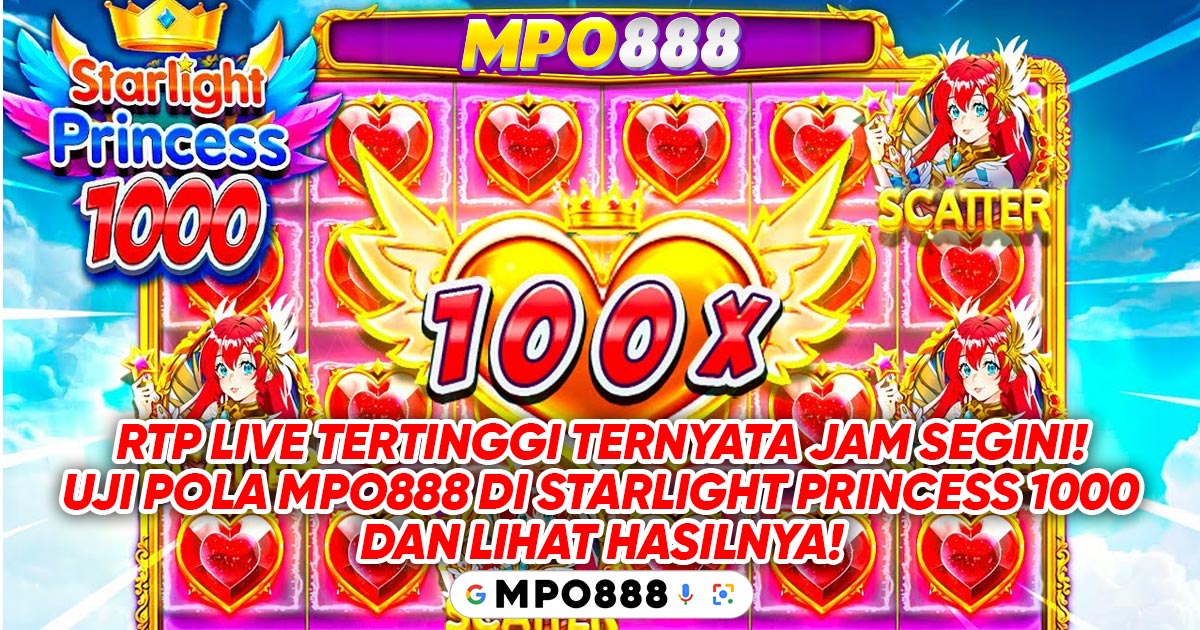 MPO888
Starlight
Princess
1000
SCATTER
100x
RTP LIVE TERTINGGI TERNYATA JAM SEGINI!
UJI POLA MPO888 DI STARLIGHT PRINCESS 1000
DAN LIHAT HASILNYA!
G MPO888
SCATTER